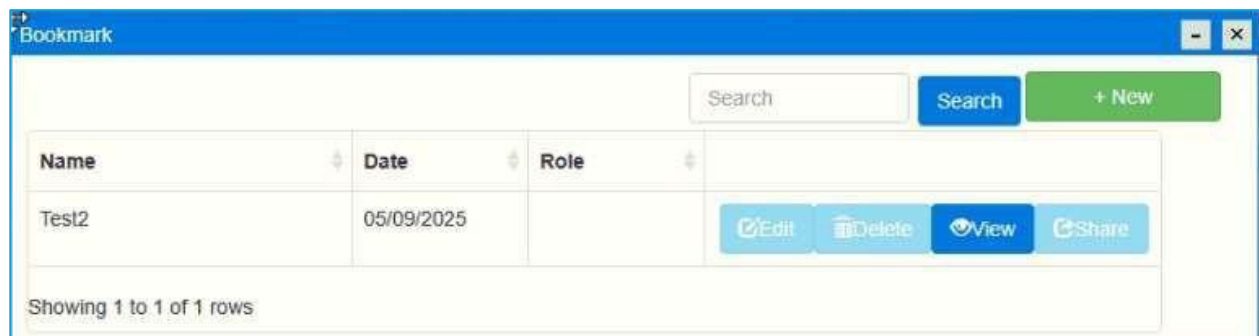 Bookmark
Search Search + New
Name Date Role
Test2 05/09/2025 Edit Delete View Share
Showing 1 to 1 of 1 rows